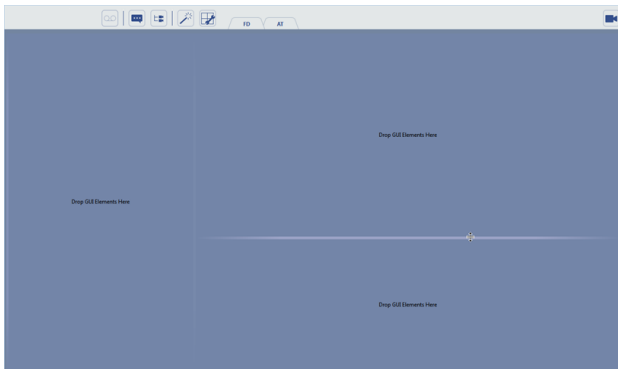 FD
AT
Drop GUI Elements Here
Drop GUI Elements Here
Drop GUI Elements Here